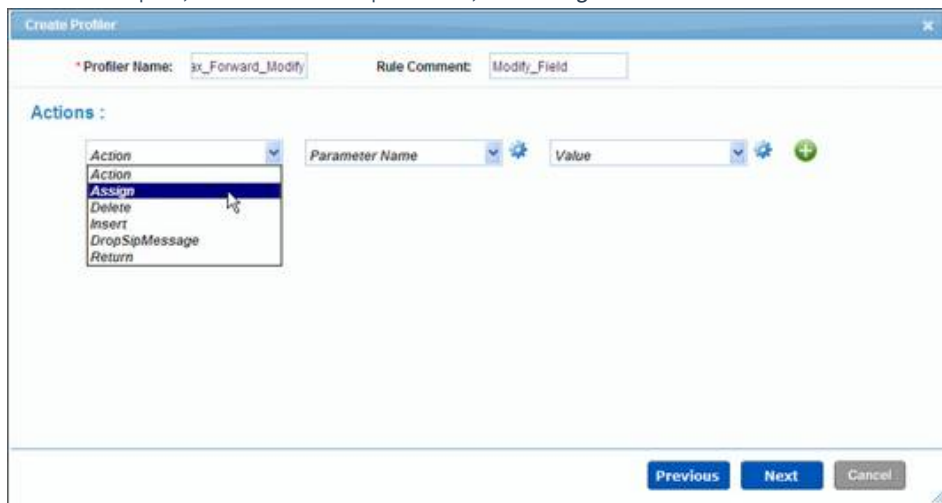 Create Profiler
* Profiler Name: ax_Forward_Modify Rule Comment: Modify_Field
Actions :
Action Parameter Name Value
Action
Assign
Delete
Insert
DropSipMessage
Return
Previous Next Cancel